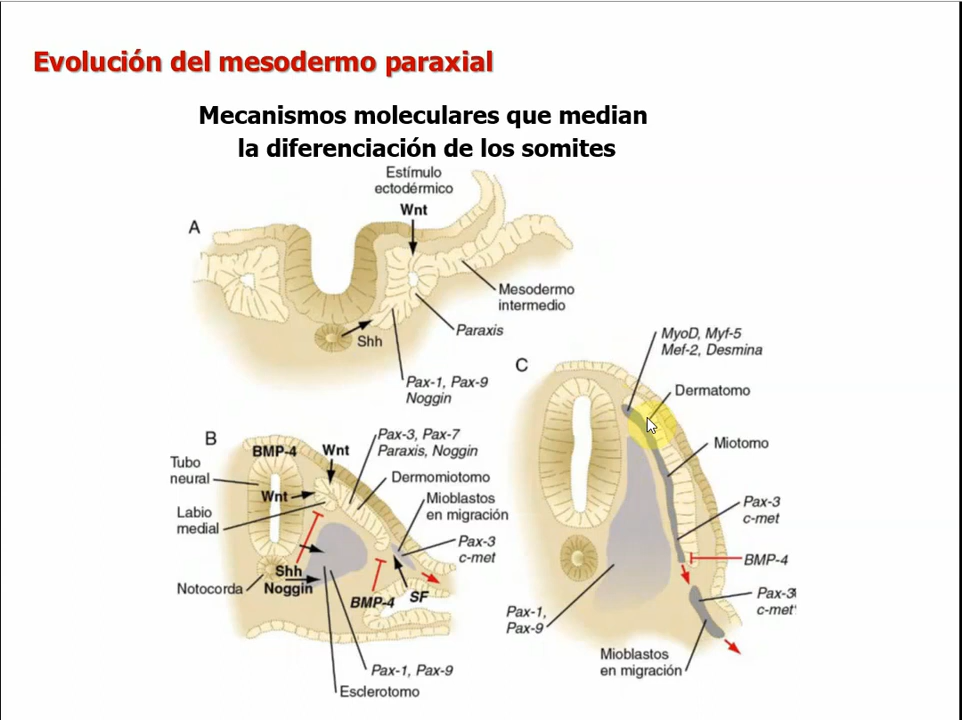 Evolución del mesodermo paraxial
Mecanismos moleculares que median
la diferenciación de los somites
Estímulo
ectodérmico
Wnt
A
Mesodermo
intermedio
Paraxis
Shh
Pax-1, Pax-9
Noggin
B
BMP-4
Wnt
Pax-3, Pax-7
Paraxis, Noggin
Tubo
neural
Dermomiotomo
Wnt
Mioblastos
en migración
Labio
medial
Pax-3
c-met
Notocorda
Shh
Noggin
BMP-4
SF
Pax-1, Pax-9
Esclerotomo
C
MyoD, Myf-5
Mef-2, Desmina
Dermatomo
Miotomo
Pax-3
c-met
BMP-4
Pax-3
c-met
Pax-1,
Pax-9
Mioblastos
en migración